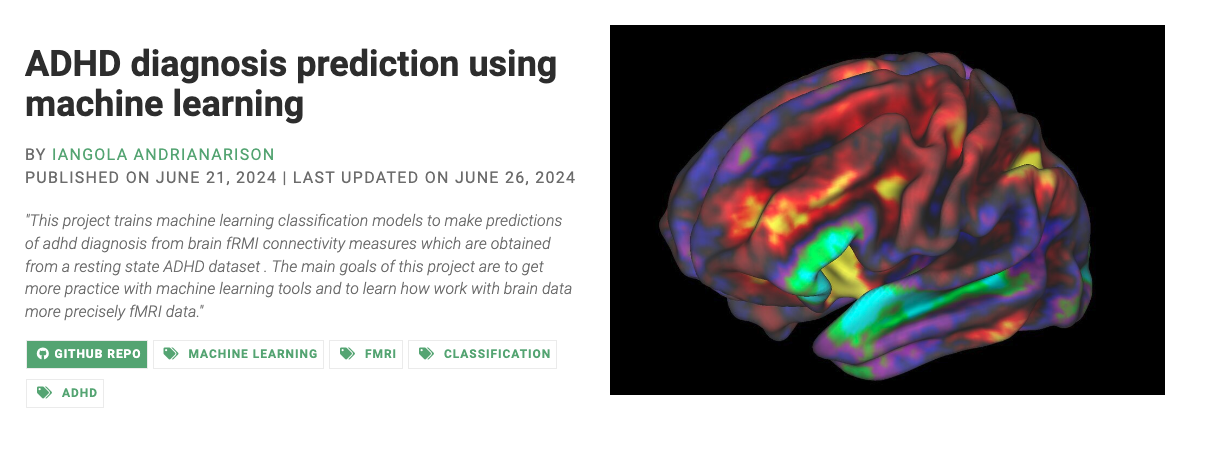 ADHD diagnosis prediction using
machine learning
BY IANGOLA ANDRIANARISON
PUBLISHED ON JUNE 21, 2024 | LAST UPDATED ON JUNE 26, 2024
"This project trains machine learning classification models to make predictions
of adhd diagnosis from brain fRMI connectivity measures which are obtained
from a resting state ADHD dataset . The main goals of this project are to get
more practice with machine learning tools and to learn how work with brain data
more precisely fMRI data."
GITHUB REPO MACHINE LEARNING FMRI CLASSIFICATION
ADHD